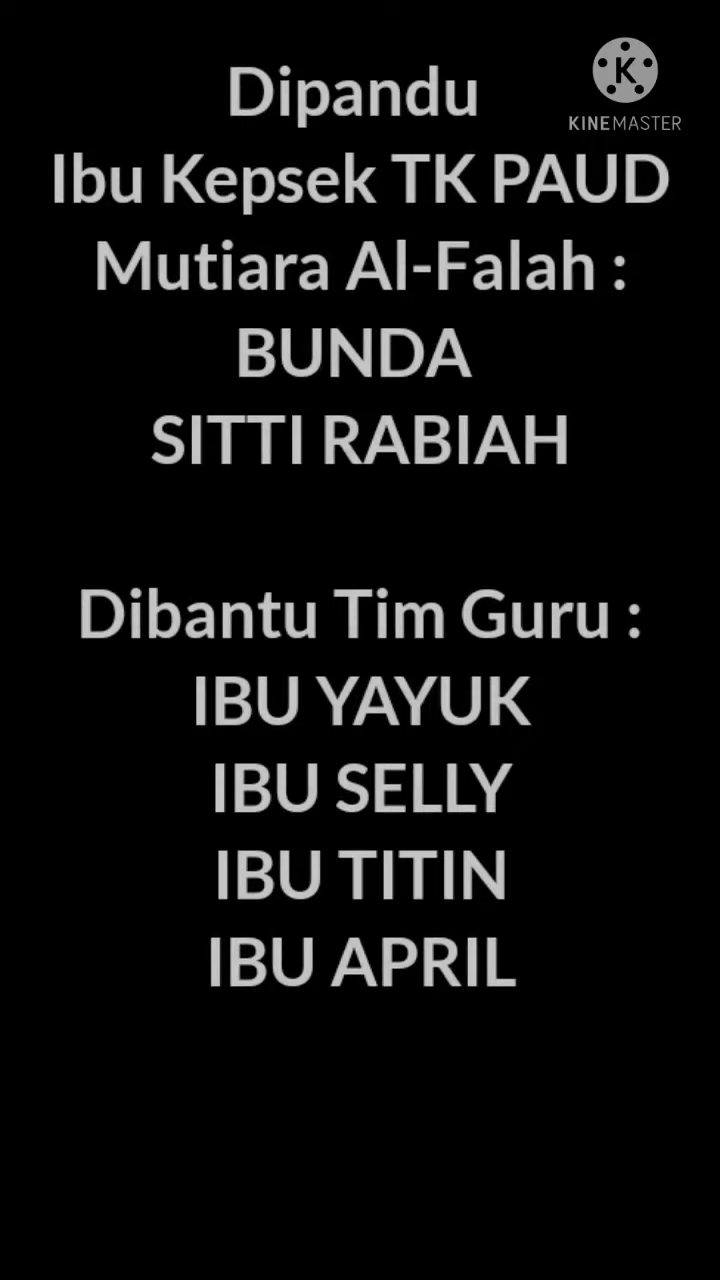 Dipandu
KINEMASTER
Ibu Kepsek TK PAUD
Mutiara Al-Falah :
BUNDA
SITTI RABIAH
Dibantu Tim Guru :
IBU YAYUK
IBU SELLY
IBU TITIN
IBU APRIL